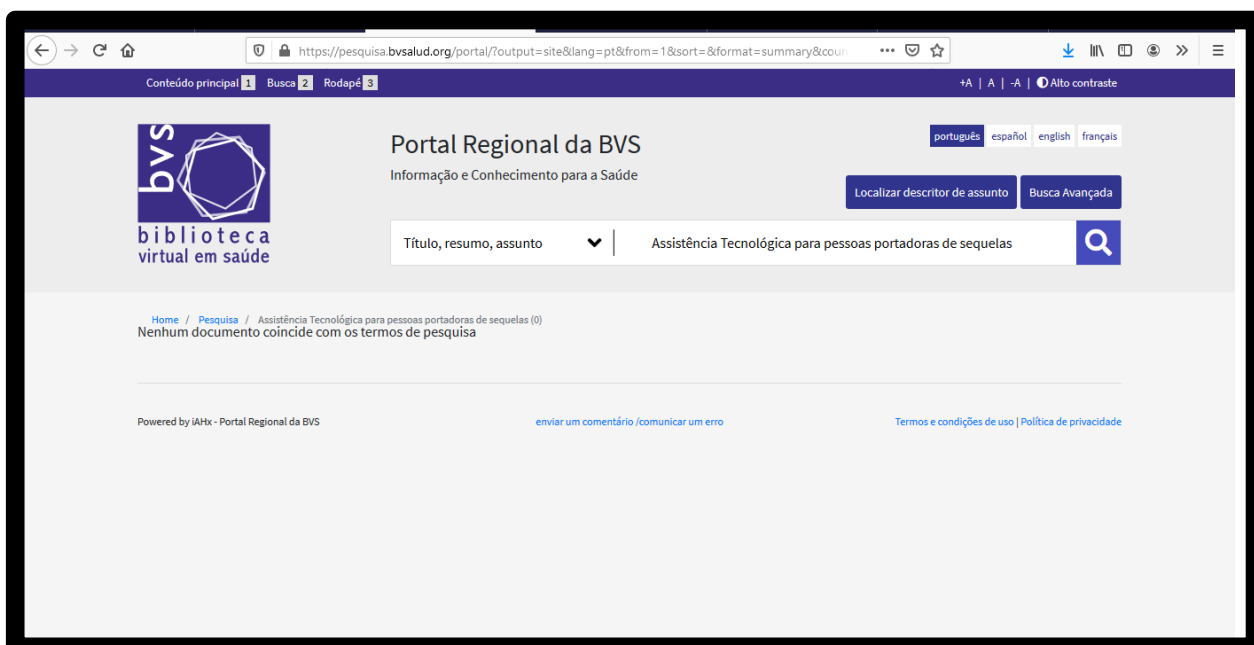 https://pesquisa.bvsalud.org/portal/?output=site&lang=pt&from=1&sort=&format=summary&coun
Conteúdo principal 1 Busca 2 Rodapé 3 +A | A | -A | Alto contraste
bvs
biblioteca
virtual em saúde
Portal Regional da BVS
Informação e Conhecimento para a Saúde
português español english français
Localizar descritor de assunto Busca Avançada
Título, resumo, assunto Assistência Tecnológica para pessoas portadoras de sequelas
Home / Pesquisa / Assistência Tecnológica para pessoas portadoras de sequelas (0)
Nenhum documento coincide com os termos de pesquisa
Powered by iAHx - Portal Regional da BVS enviar um comentário /comunicar um erro Termos e condições de uso | Política de privacidade